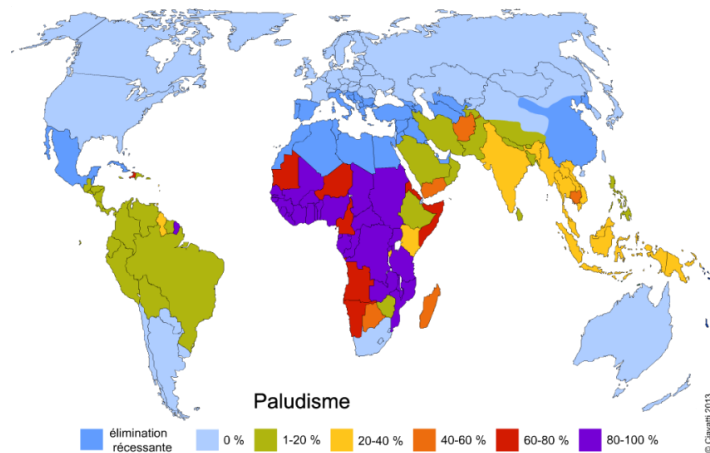 Paludisme
élimination
récessante
0 %
1-20 %
20-40 %
40-60 %
60-80 %
80-100 %
© Ciavatti 2013